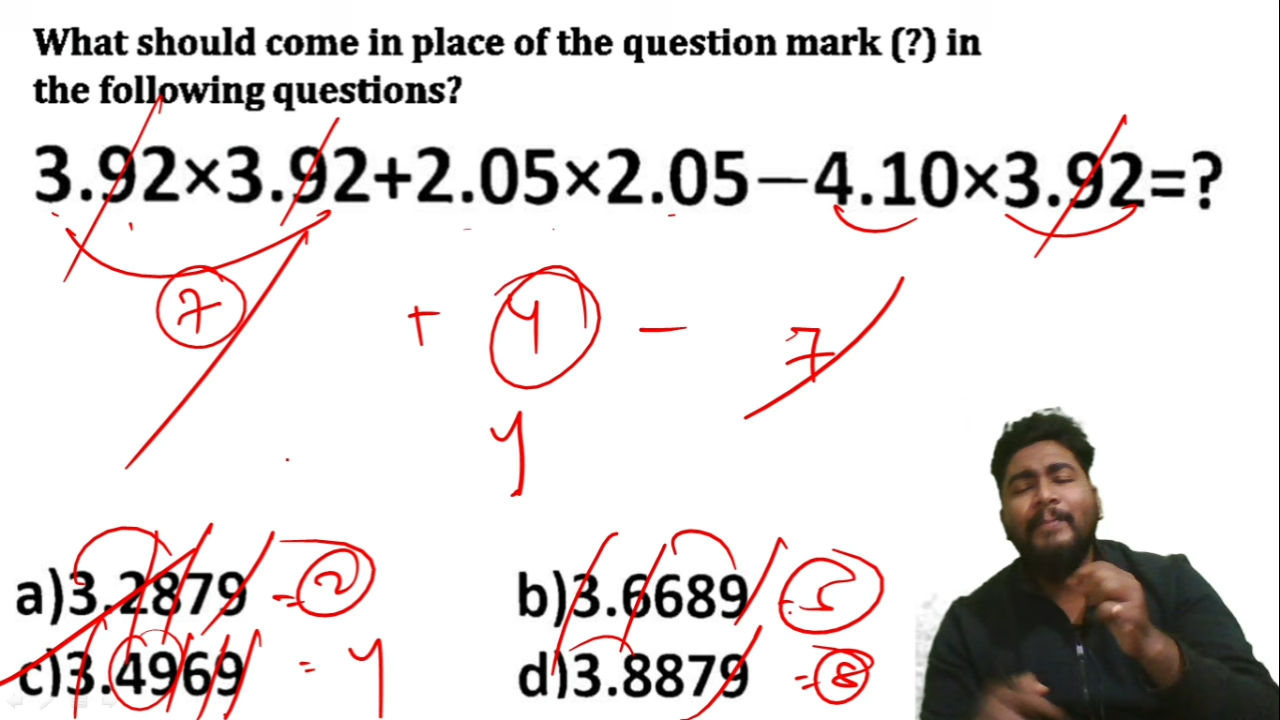 What should come in place of the question mark (?) in
the following questions?
3.92×3.92+2.05×2.05−4.10×3.92=?
7 + 4 − 7
4
a)3.2879 = 2 b)3.6689 = 5
c)3.4969 = 4 d)3.8879 = 8